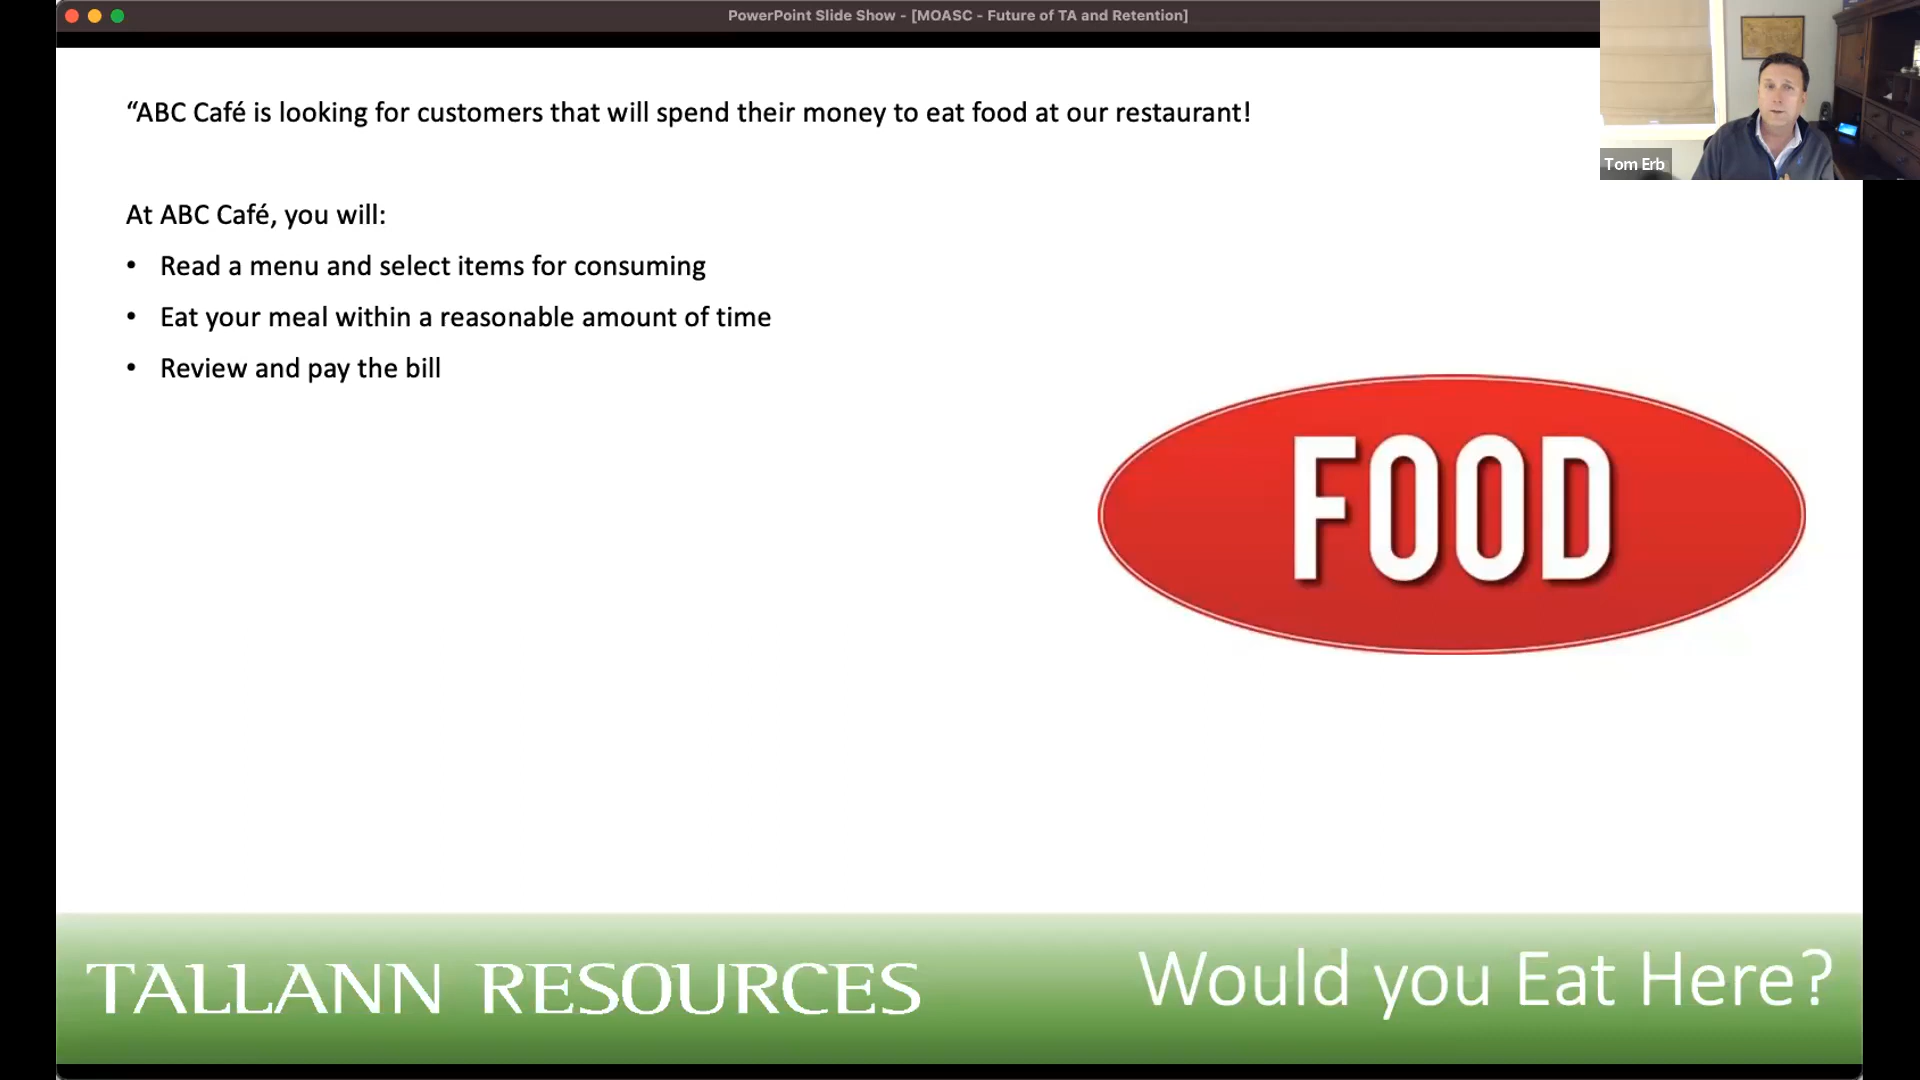 PowerPoint Slide Show - [MOASC - Future of TA and Retention]
“ABC Café is looking for customers that will spend their money to eat food at our restaurant!
Tom Erb
At ABC Café, you will:
• Read a menu and select items for consuming
• Eat your meal within a reasonable amount of time
• Review and pay the bill
FOOD
TALLANN RESOURCES
Would you Eat Here?